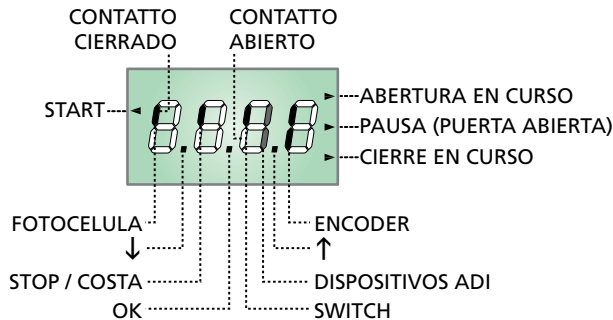 CONTATTO
CIERRADO
CONTATTO
ABIERTO
START
ABERTURA EN CURSO
PAUSA (PUERTA ABIERTA)
CIERRE EN CURSO
FOTOCELULA
↓
STOP / COSTA
OK
ENCODER
↑
DISPOSITIVOS ADI
SWITCH